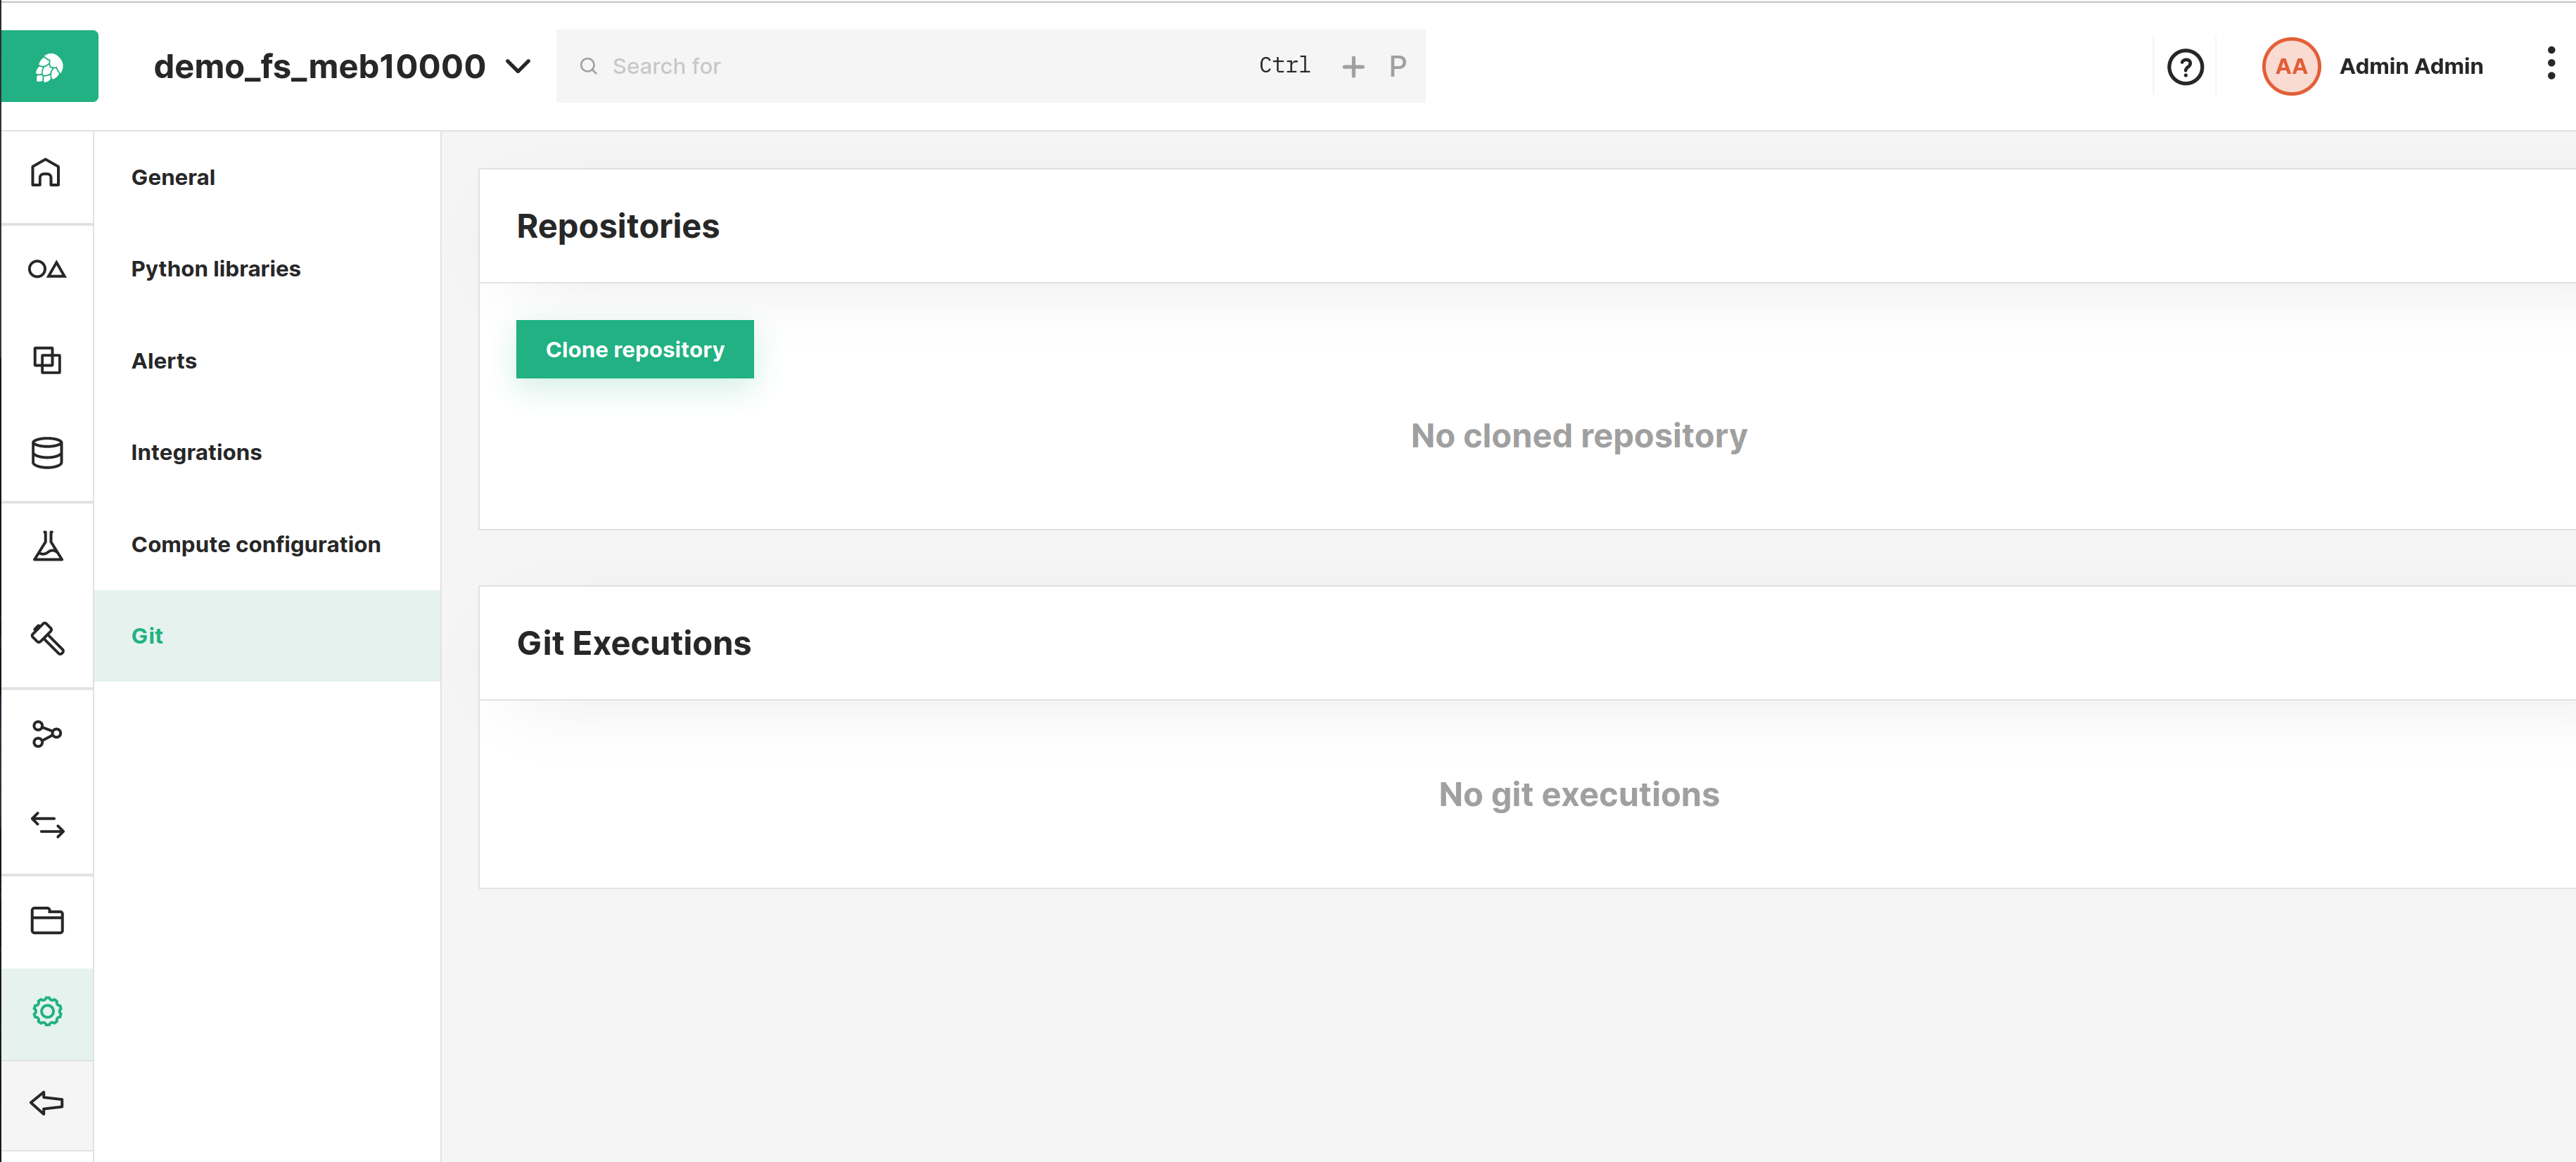 demo_fs_meb10000
Search for
Ctrl + P
?
AA
Admin Admin
General
Python libraries
Alerts
Integrations
Compute configuration
Git
Repositories
Clone repository
No cloned repository
Git Executions
No git executions